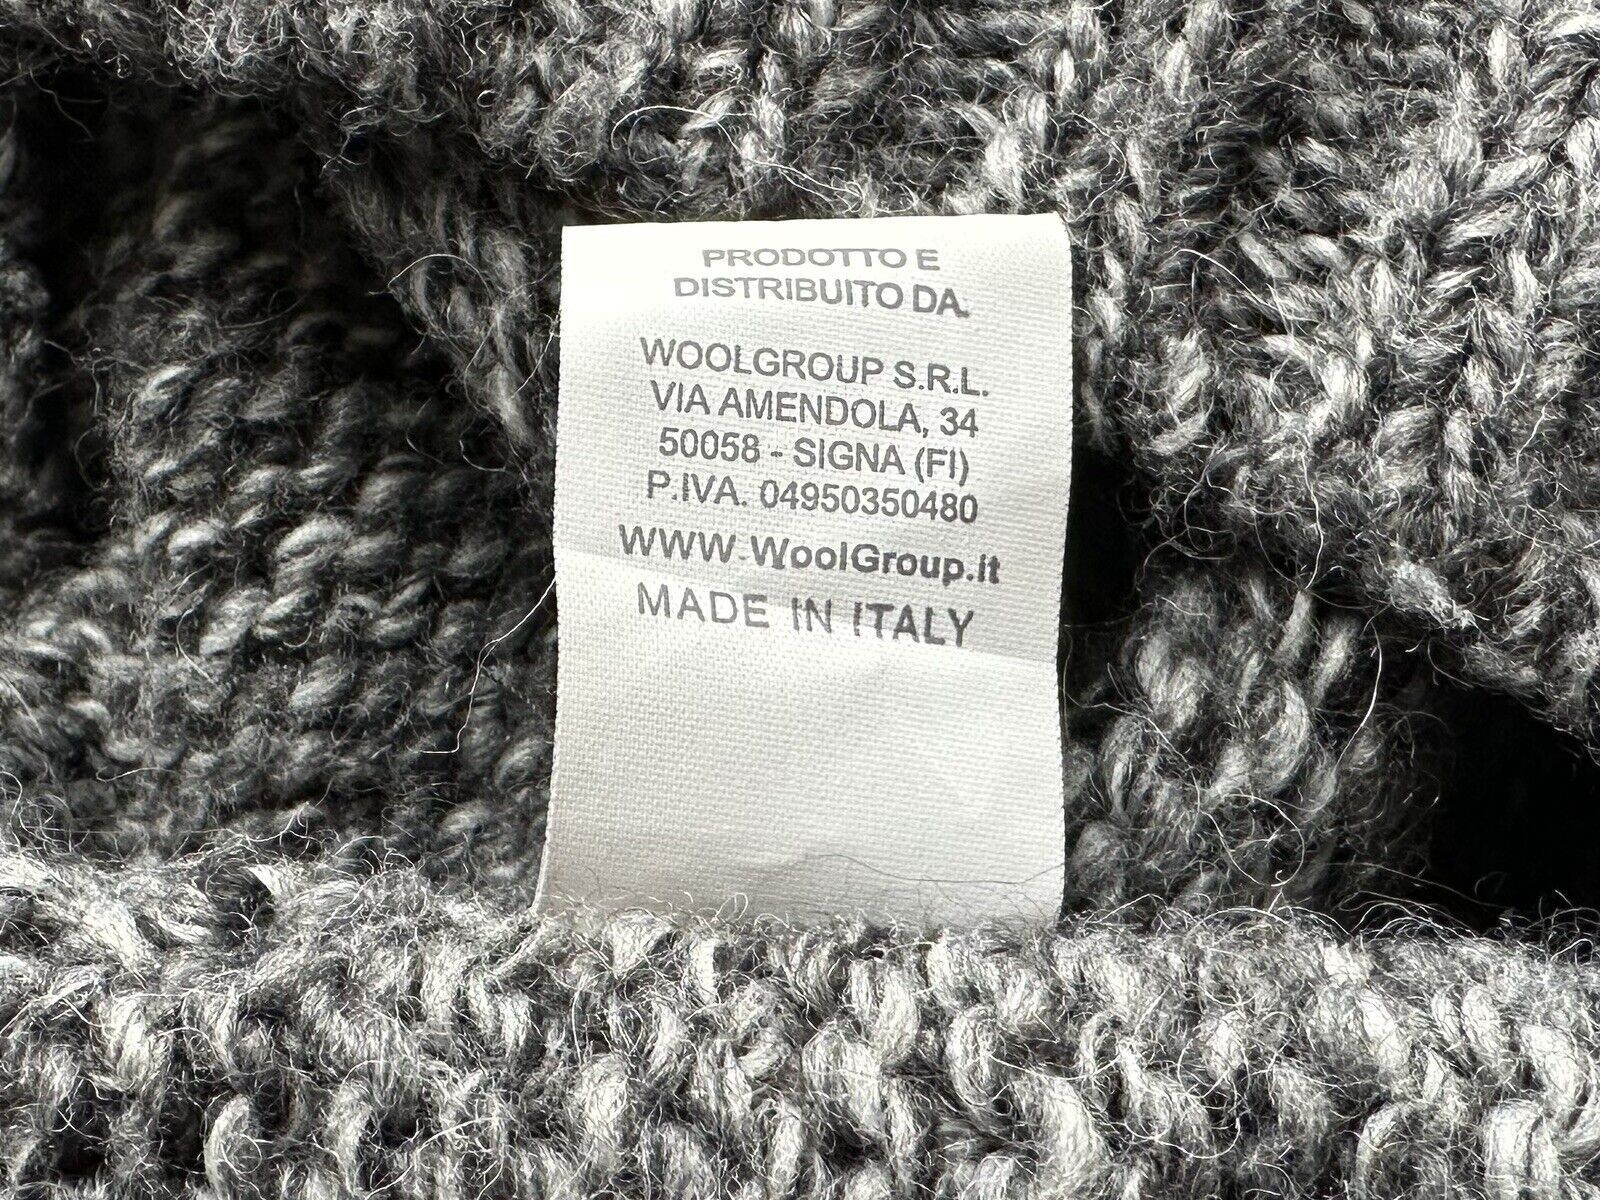 PRODOTTO E
DISTRIBUITO DA.
WOOLGROUP S.R.L.
VIA AMENDOLA, 34
50058 - SIGNA (FI)
P.IVA. 04950350480
WWW.WoolGroup.it
MADE IN ITALY